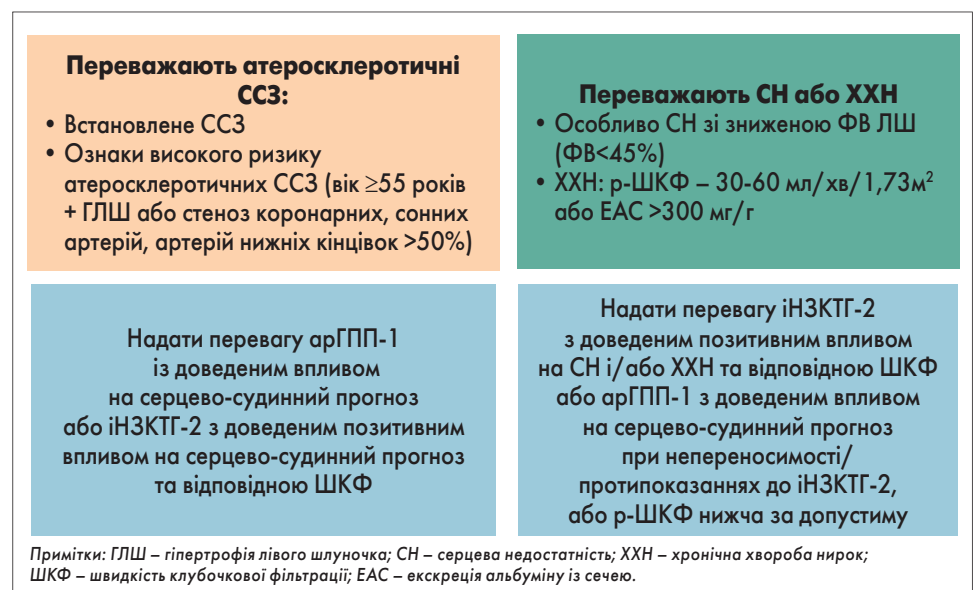 Переважають атеросклеротичні
ССЗ:
• Встановлене ССЗ
• Ознаки високого ризику
атеросклеротичних ССЗ (вік ≥55 років
+ ГЛШ або стеноз коронарних, сонних
артерій, артерій нижніх кінцівок >50%)
Переважають СН або ХХН
• Особливо СН зі зниженою ФВ ЛШ
(ФВ<45%)
• ХХН: р-ШКФ – 30-60 мл/хв/1,73м²
або ЕАС >300 мг/г
Надати перевагу арГПП-1
із доведеним впливом
на серцево-судинний прогноз
або іНЗКТГ-2 з доведеним позитивним
впливом на серцево-судинний прогноз
та відповідною ШКФ
Надати перевагу іНЗКТГ-2
з доведеним позитивним впливом
на СН і/або ХХН та відповідною ШКФ
або арГПП-1 з доведеним впливом
на серцево-судинний прогноз
при непереносимості/
протипоказаннях до іНЗКТГ-2,
або р-ШКФ нижча за допустиму
Примітки: ГЛШ – гіпертрофія лівого шлуночка; СН – серцева недостатність; ХХН – хронічна хвороба нирок;
ШКФ – швидкість клубочкової фільтрації; ЕАС – екскреція альбуміну із сечею.